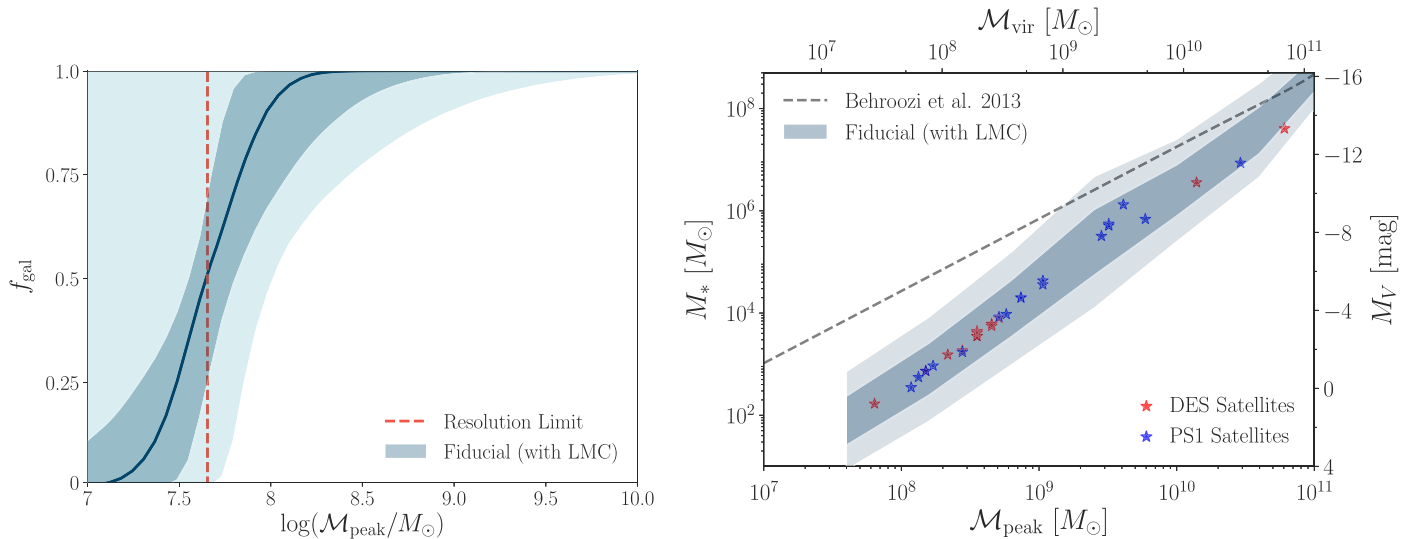 1.0
0.75
0.5
0.25
0
f_gal
Resolution Limit
Fiducial (with LMC)
7 7.5 8 8.5 9.0 9.5 10.0
log(𝓜_peak/M_⊙)
𝓜_vir [M_⊙]
10^7 10^8 10^9 10^10 10^11
Behroozi et al. 2013
Fiducial (with LMC)
10^8
10^6
10^4
10^2
M_* [M_⊙]
−16
−12
−8
−4
0
4
M_V [mag]
DES Satellites
PS1 Satellites
10^7 10^8 10^9 10^10 10^11
𝓜_peak [M_⊙]